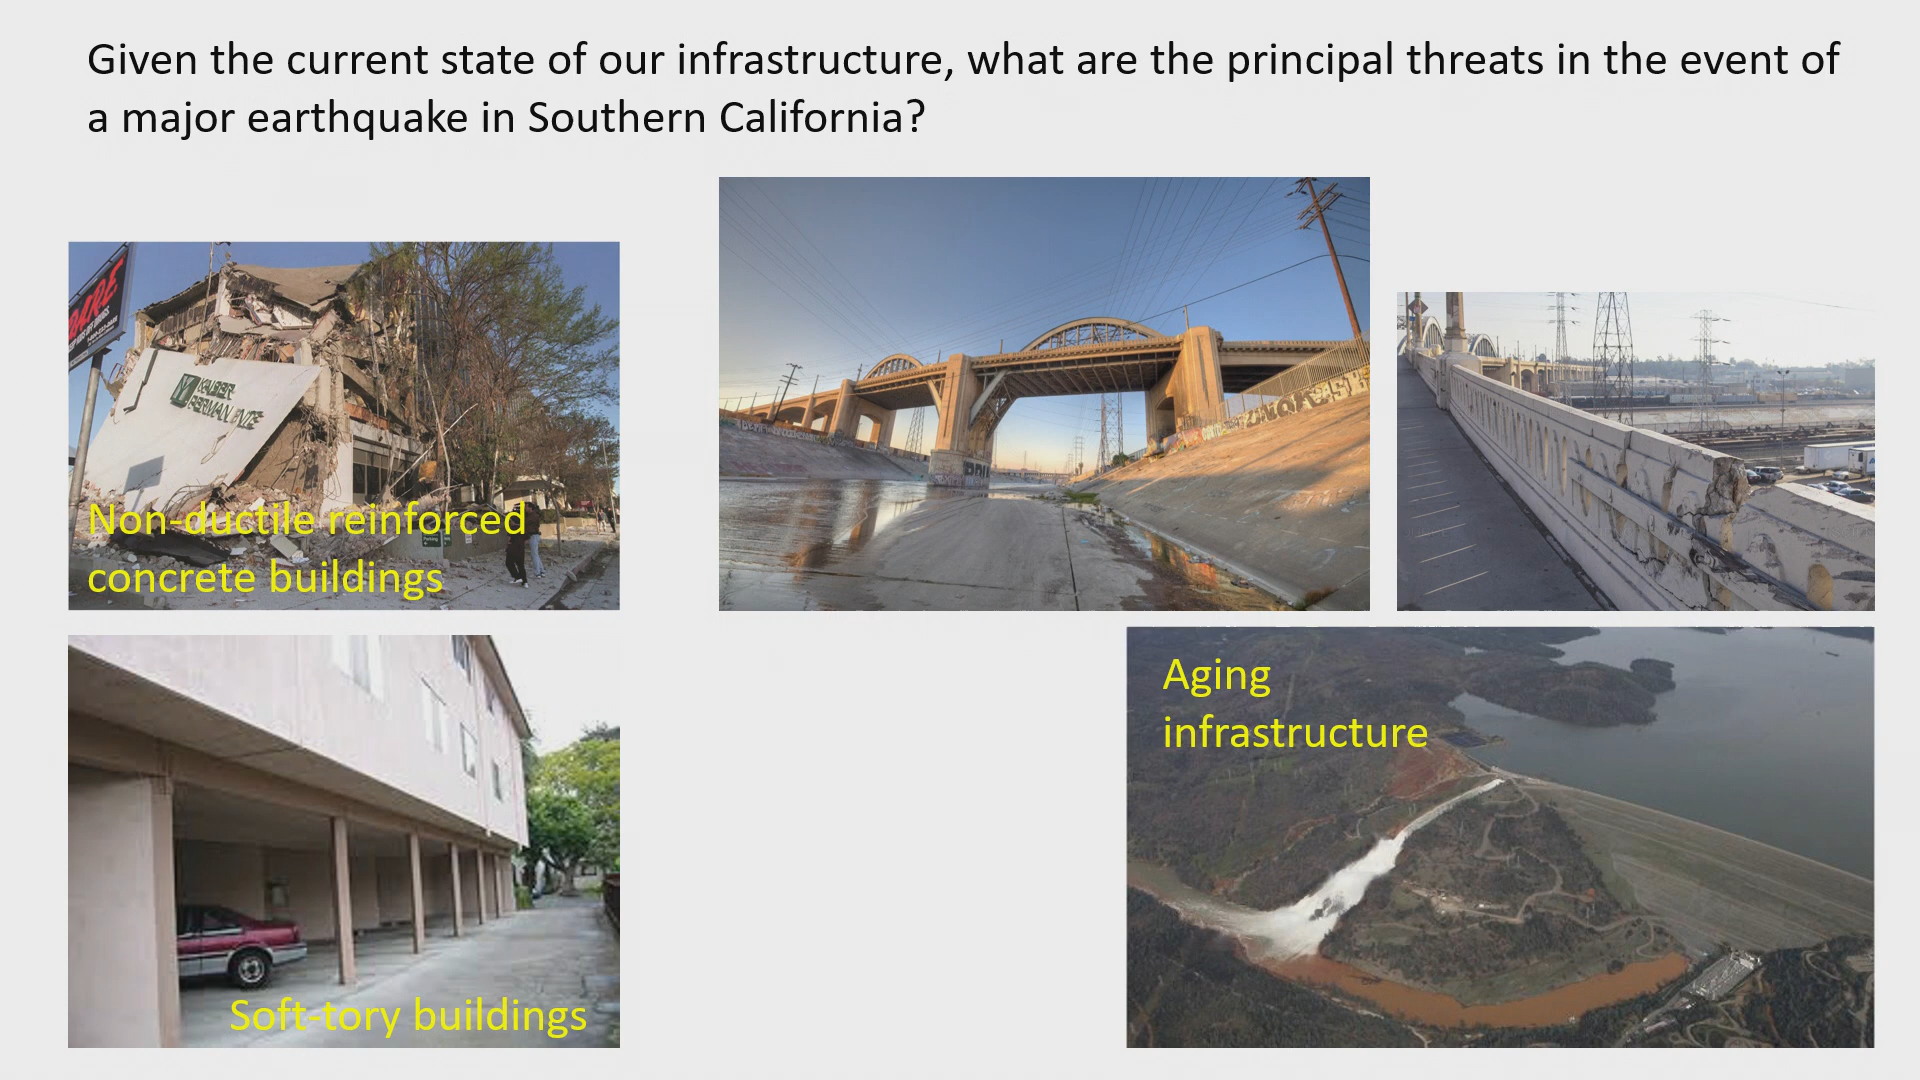 Given the current state of our infrastructure, what are the principal threats in the event of
a major earthquake in Southern California?
Non-ductile reinforced
concrete buildings
Soft-tory buildings
Aging
infrastructure